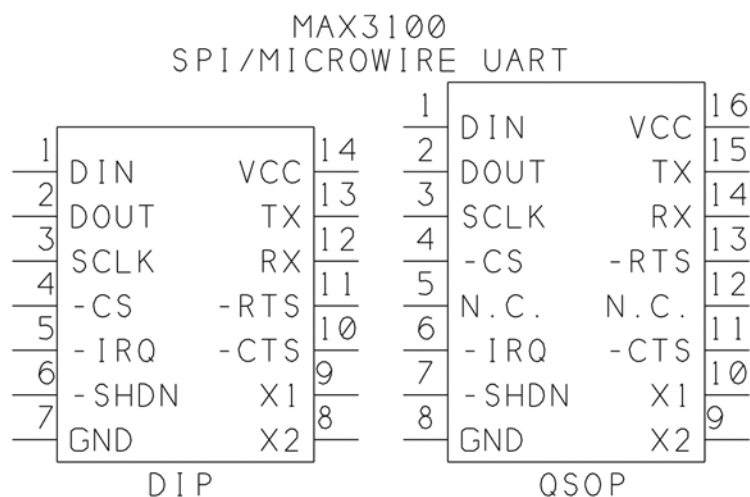 MAX3100
SPI/MICROWIRE UART
1 DIN VCC 14
2 DOUT TX 13
3 SCLK RX 12
4 -CS -RTS 11
5 -IRQ -CTS 10
6 -SHDN X1 9
7 GND X2 8
DIP
1 DIN VCC 16
2 DOUT TX 15
3 SCLK RX 14
4 -CS -RTS 13
5 N.C. N.C. 12
6 -IRQ -CTS 11
7 -SHDN X1 10
8 GND X2 9
QSOP